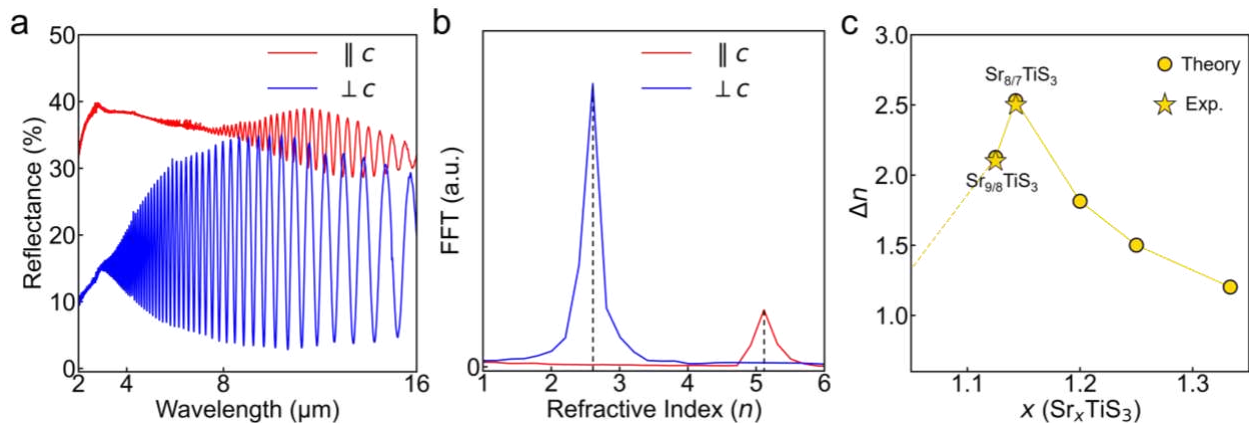 a
50
40
30
20
10
0
Reflectance (%)
∥ c
⊥ c
2
4
8
16
Wavelength (μm)
b
FFT (a.u.)
0
∥ c
⊥ c
1
2
3
4
5
6
Refractive Index (n)
c
3.0
2.5
2.0
1.5
1.0
Δn
Sr₈/₇TiS₃
Sr₉/₈TiS₃
Theory
Exp.
1.1
1.2
1.3
x (SrₓTiS₃)